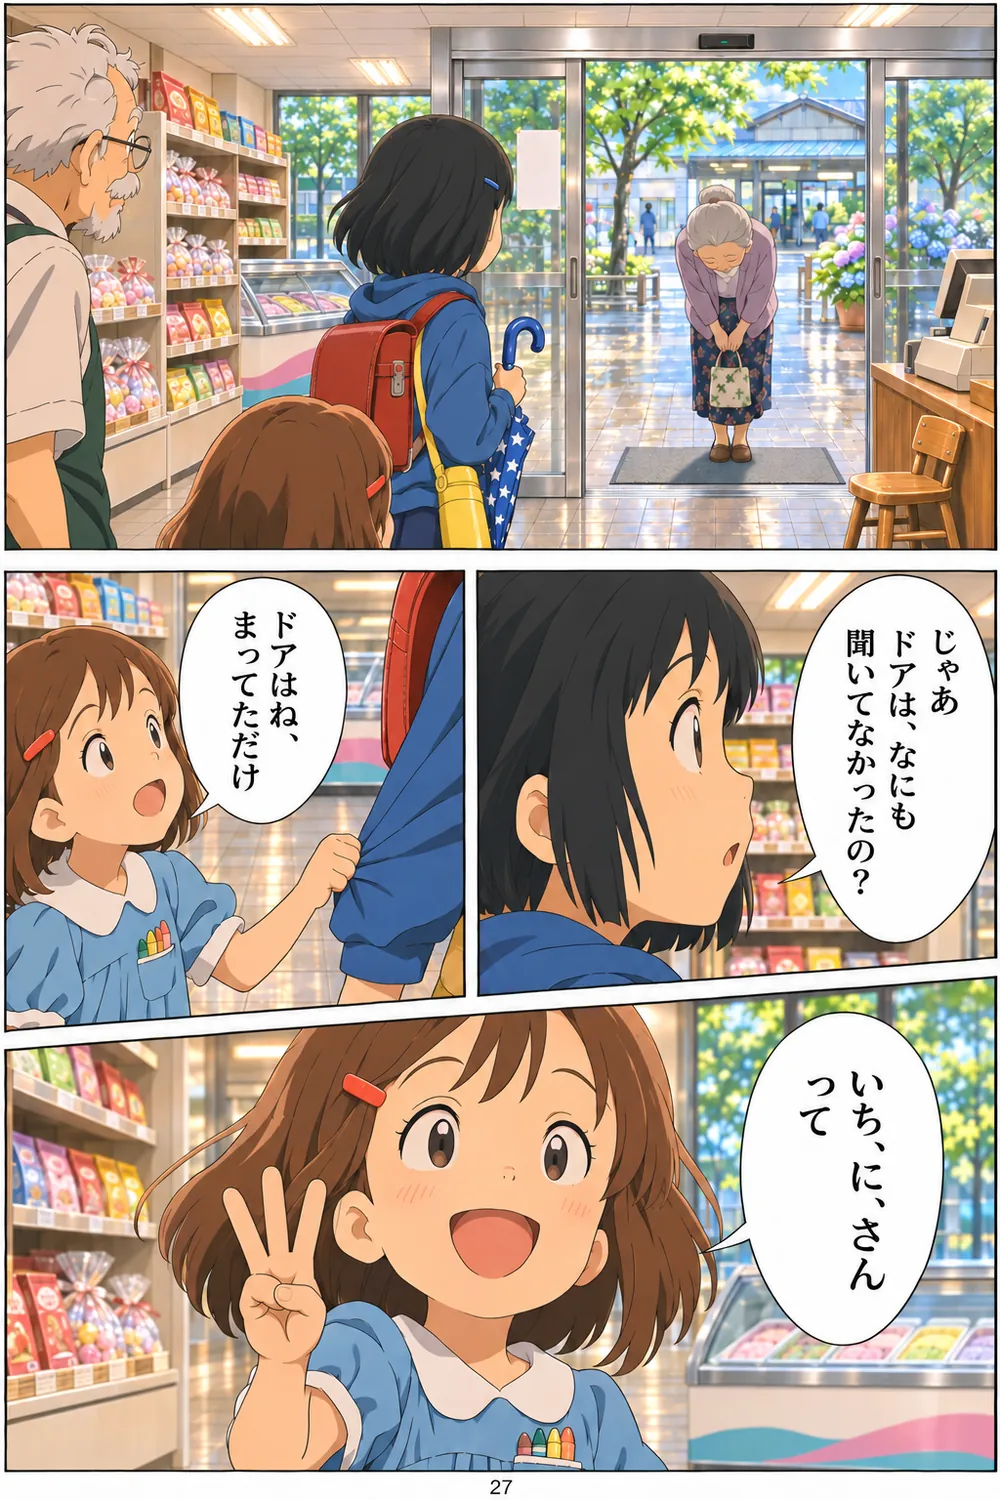 じゃあ
ドアは、なにも
聞いてなかったの？
ドアはね、
まってただけ
いち、に、さん
って
27